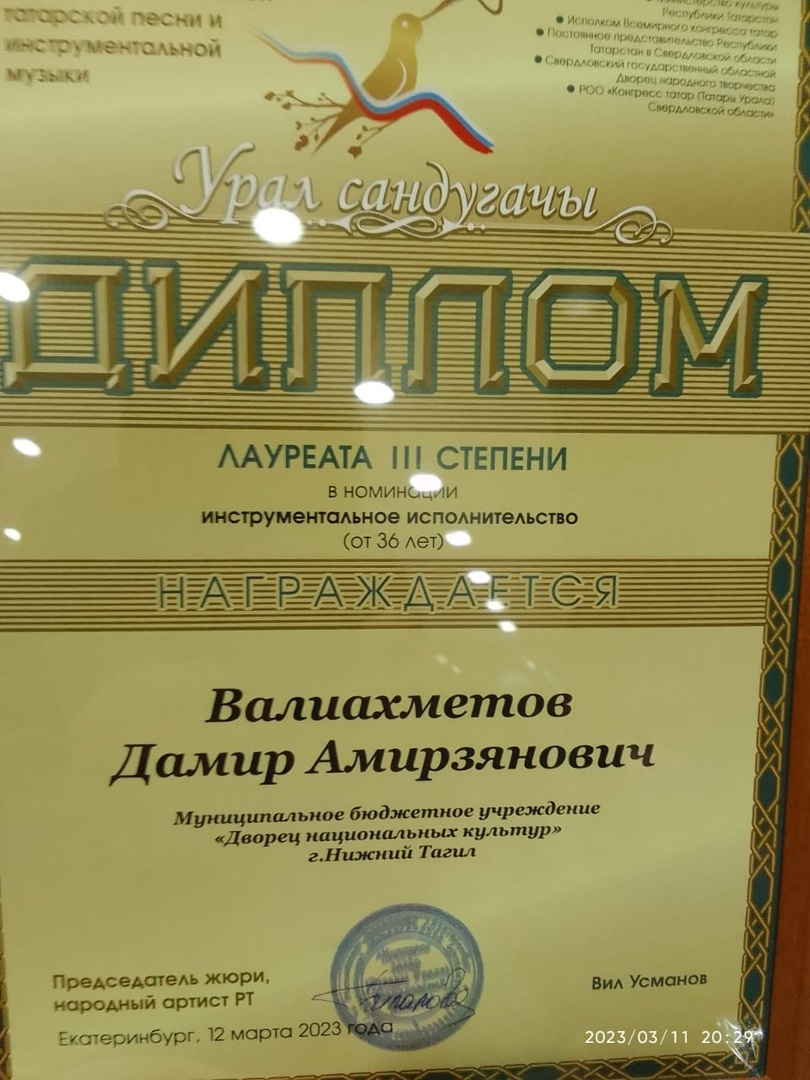 татарской песни и
инструментальной
музыки
Министерство культуры
Республики Татарстан
● Исполком Всемирного конгресса татар
● Постоянное представительство Республики
Татарстан в Свердловской области
● Свердловский государственный областной
Дворец народного творчества
● РОО «Конгресс татар (Татары Урала)
Свердловской области»
Урал сандугачы
ДИПЛОМ
ЛАУРЕАТА III СТЕПЕНИ
в номинации
инструментальное исполнительство
(от 36 лет)
НАГРАЖДАЕТСЯ
Валиахметов
Дамир Амирзянович
Муниципальное бюджетное учреждение
«Дворец национальных культур»
г.Нижний Тагил
Председатель жюри,
народный артист РТ
Вил Усманов
Екатеринбург, 12 марта 2023 года
2023/03/11 20:29